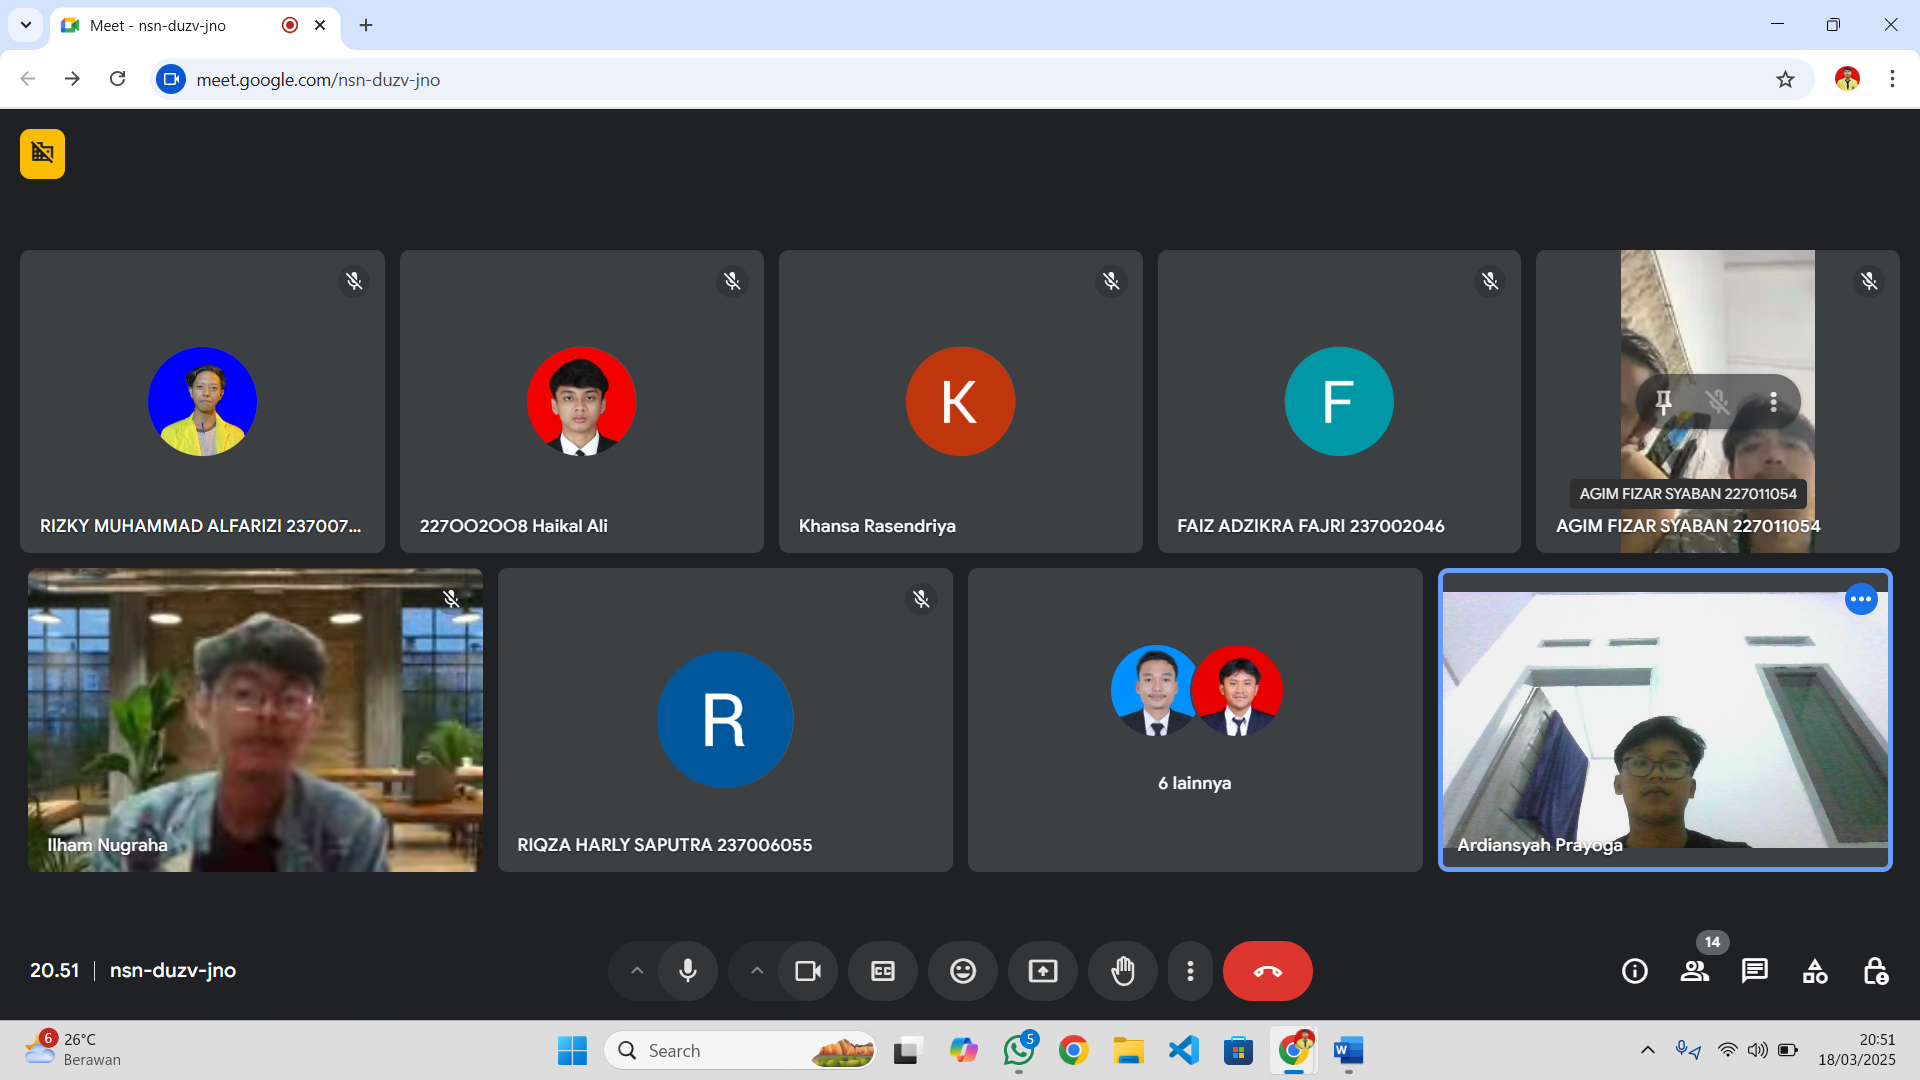 Meet - nsn-duzv-jno
meet.google.com/nsn-duzv-jno
RIZKY MUHAMMAD ALFARIZI 237007...
227OO2OO8 Haikal Ali
K
Khansa Rasendriya
F
FAIZ ADZIKRA FAJRI 237002046
AGIM FIZAR SYABAN 227011054
AGIM FIZAR SYABAN 227011054
Ilham Nugraha
R
RIQZA HARLY SAPUTRA 237006055
6 lainnya
Ardiansyah Prayoga
20.51 | nsn-duzv-jno
CC
14
6
26°C
Berawan
Search
5
W
20:51
18/03/2025